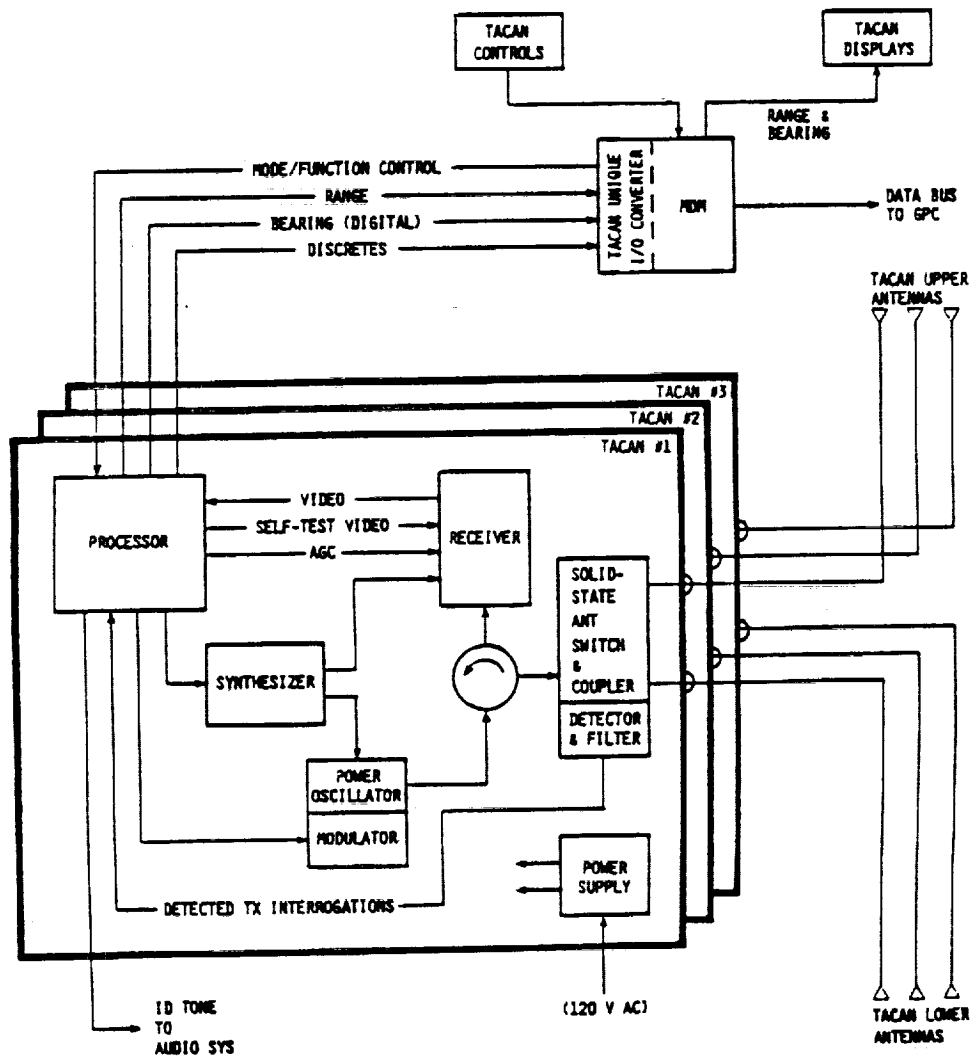 TACAN
CONTROLS
TACAN
DISPLAYS
RANGE &
BEARING
MODE/FUNCTION CONTROL
RANGE
BEARING (DIGITAL)
DISCRETES
TACAN UNIQUE
I/O CONVERTER
MDM
DATA BUS
TO GPC
TACAN UPPER
ANTENNAS
TACAN #3
TACAN #2
TACAN #1
PROCESSOR
VIDEO
SELF-TEST VIDEO
AGC
RECEIVER
SOLID-
STATE
ANT
SWITCH
&
COUPLER
DETECTOR
& FILTER
SYNTHESIZER
POWER
OSCILLATOR
MODULATOR
POWER
SUPPLY
DETECTED TX INTERROGATIONS
ID TONE
TO
AUDIO SYS
(120 V AC)
TACAN LOWER
ANTENNAS